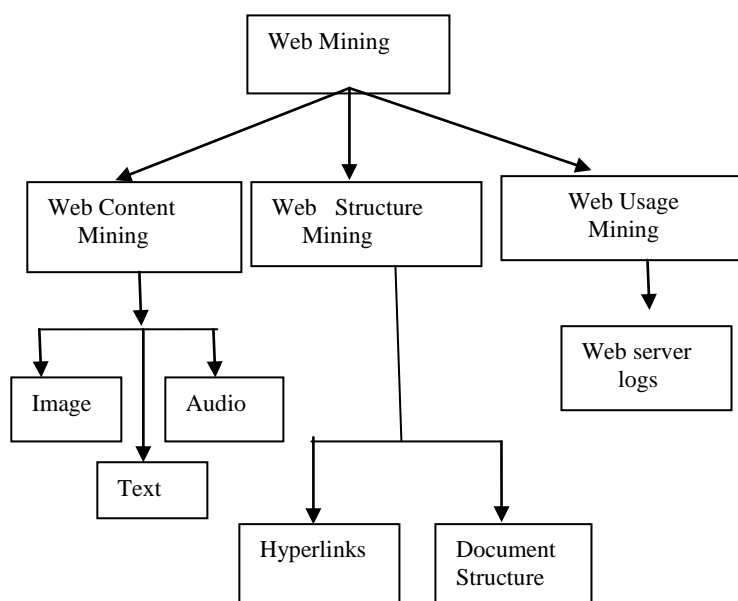 Web Mining
Web Content
Mining
Web Structure
Mining
Web Usage
Mining
Image
Audio
Text
Web server
logs
Hyperlinks
Document
Structure